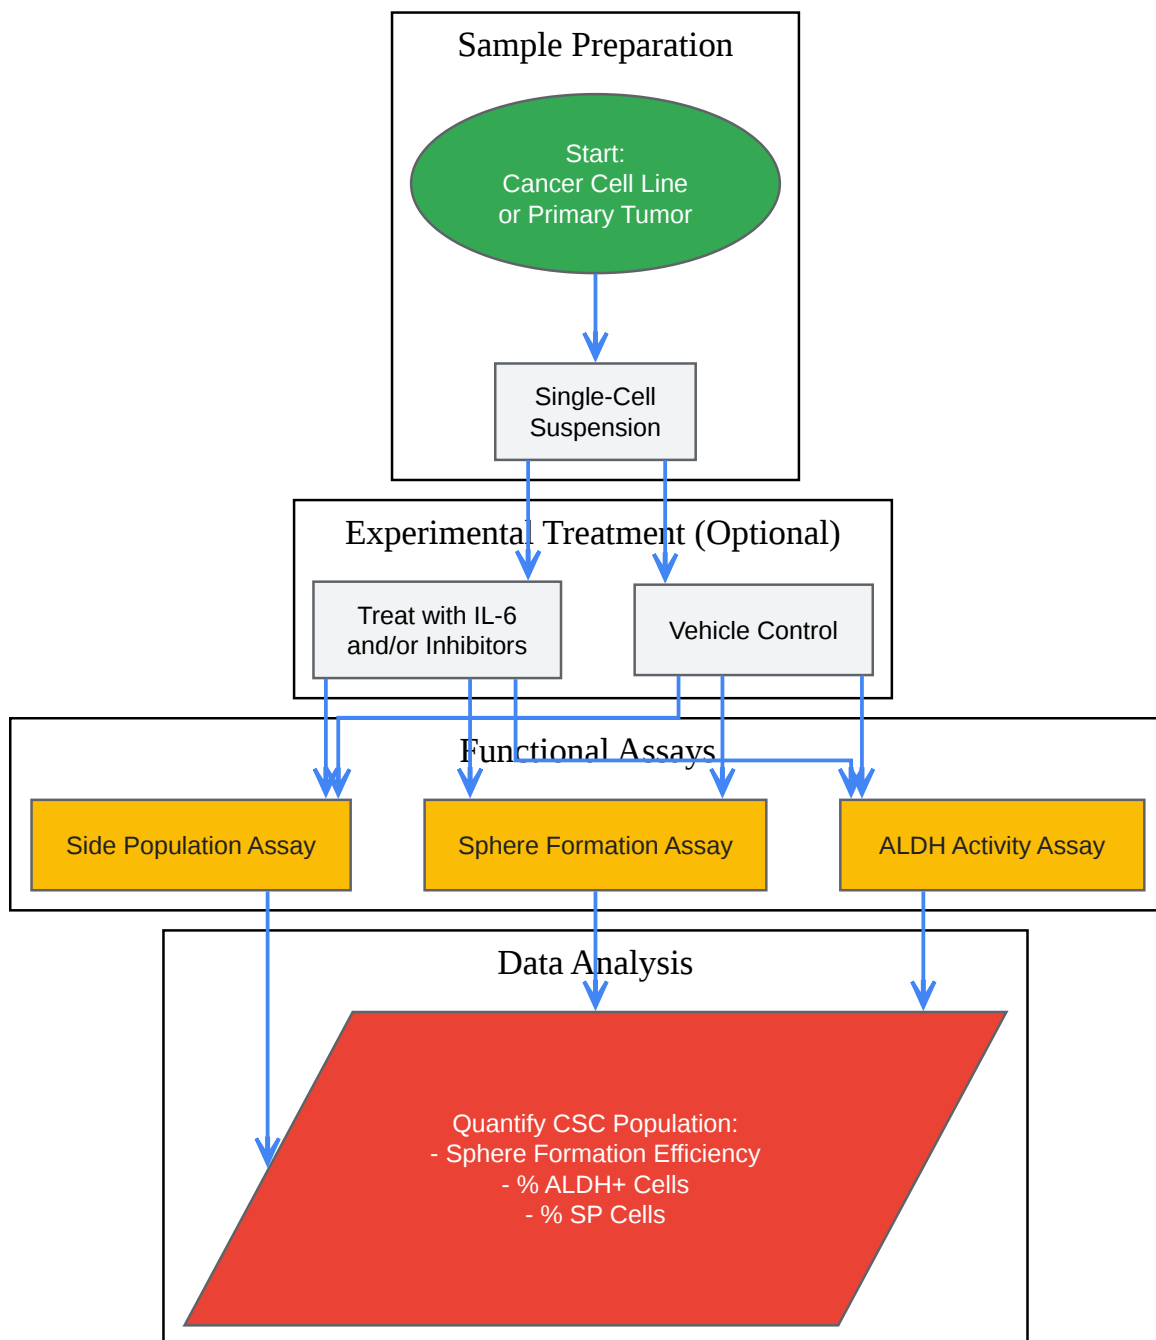 Sample Preparation
Start:
Cancer Cell Line
or Primary Tumor
Single-Cell
Suspension
Experimental Treatment (Optional)
Treat with IL-6
and/or Inhibitors
Vehicle Control
Functional Assays
Side Population Assay
Sphere Formation Assay
ALDH Activity Assay
Data Analysis
Quantify CSC Population:
- Sphere Formation Efficiency
- % ALDH+ Cells
- % SP Cells